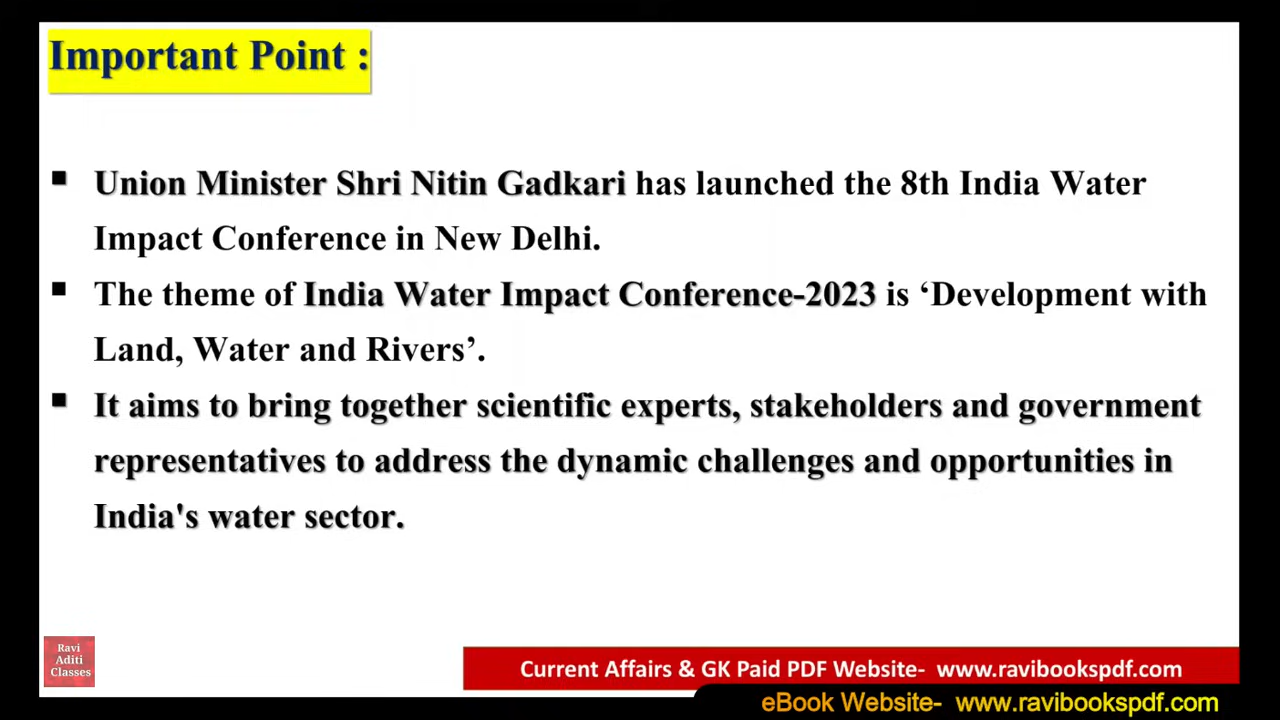 Important Point :
▪ Union Minister Shri Nitin Gadkari has launched the 8th India Water
Impact Conference in New Delhi.
▪ The theme of India Water Impact Conference-2023 is ‘Development with
Land, Water and Rivers’.
▪ It aims to bring together scientific experts, stakeholders and government
representatives to address the dynamic challenges and opportunities in
India's water sector.
Ravi
Aditi
Classes
Current Affairs & GK Paid PDF Website- www.ravibookspdf.com
eBook Website- www.ravibookspdf.com